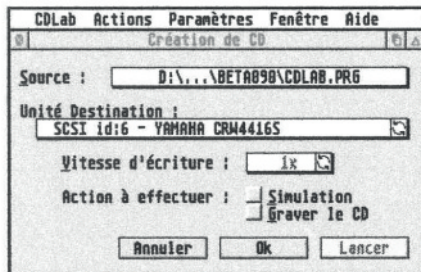 CDLab Actions Paramètres Fenêtre Aide
Création de CD
Source : D:\...\BETA098\CDLAB.PRG
Unité Destination :
SCSI id:6 - YAMAHA CRW4416S
Vitesse d'écriture : 1x
Action à effectuer : Simulation
Graver le CD
Annuler Ok Lancer